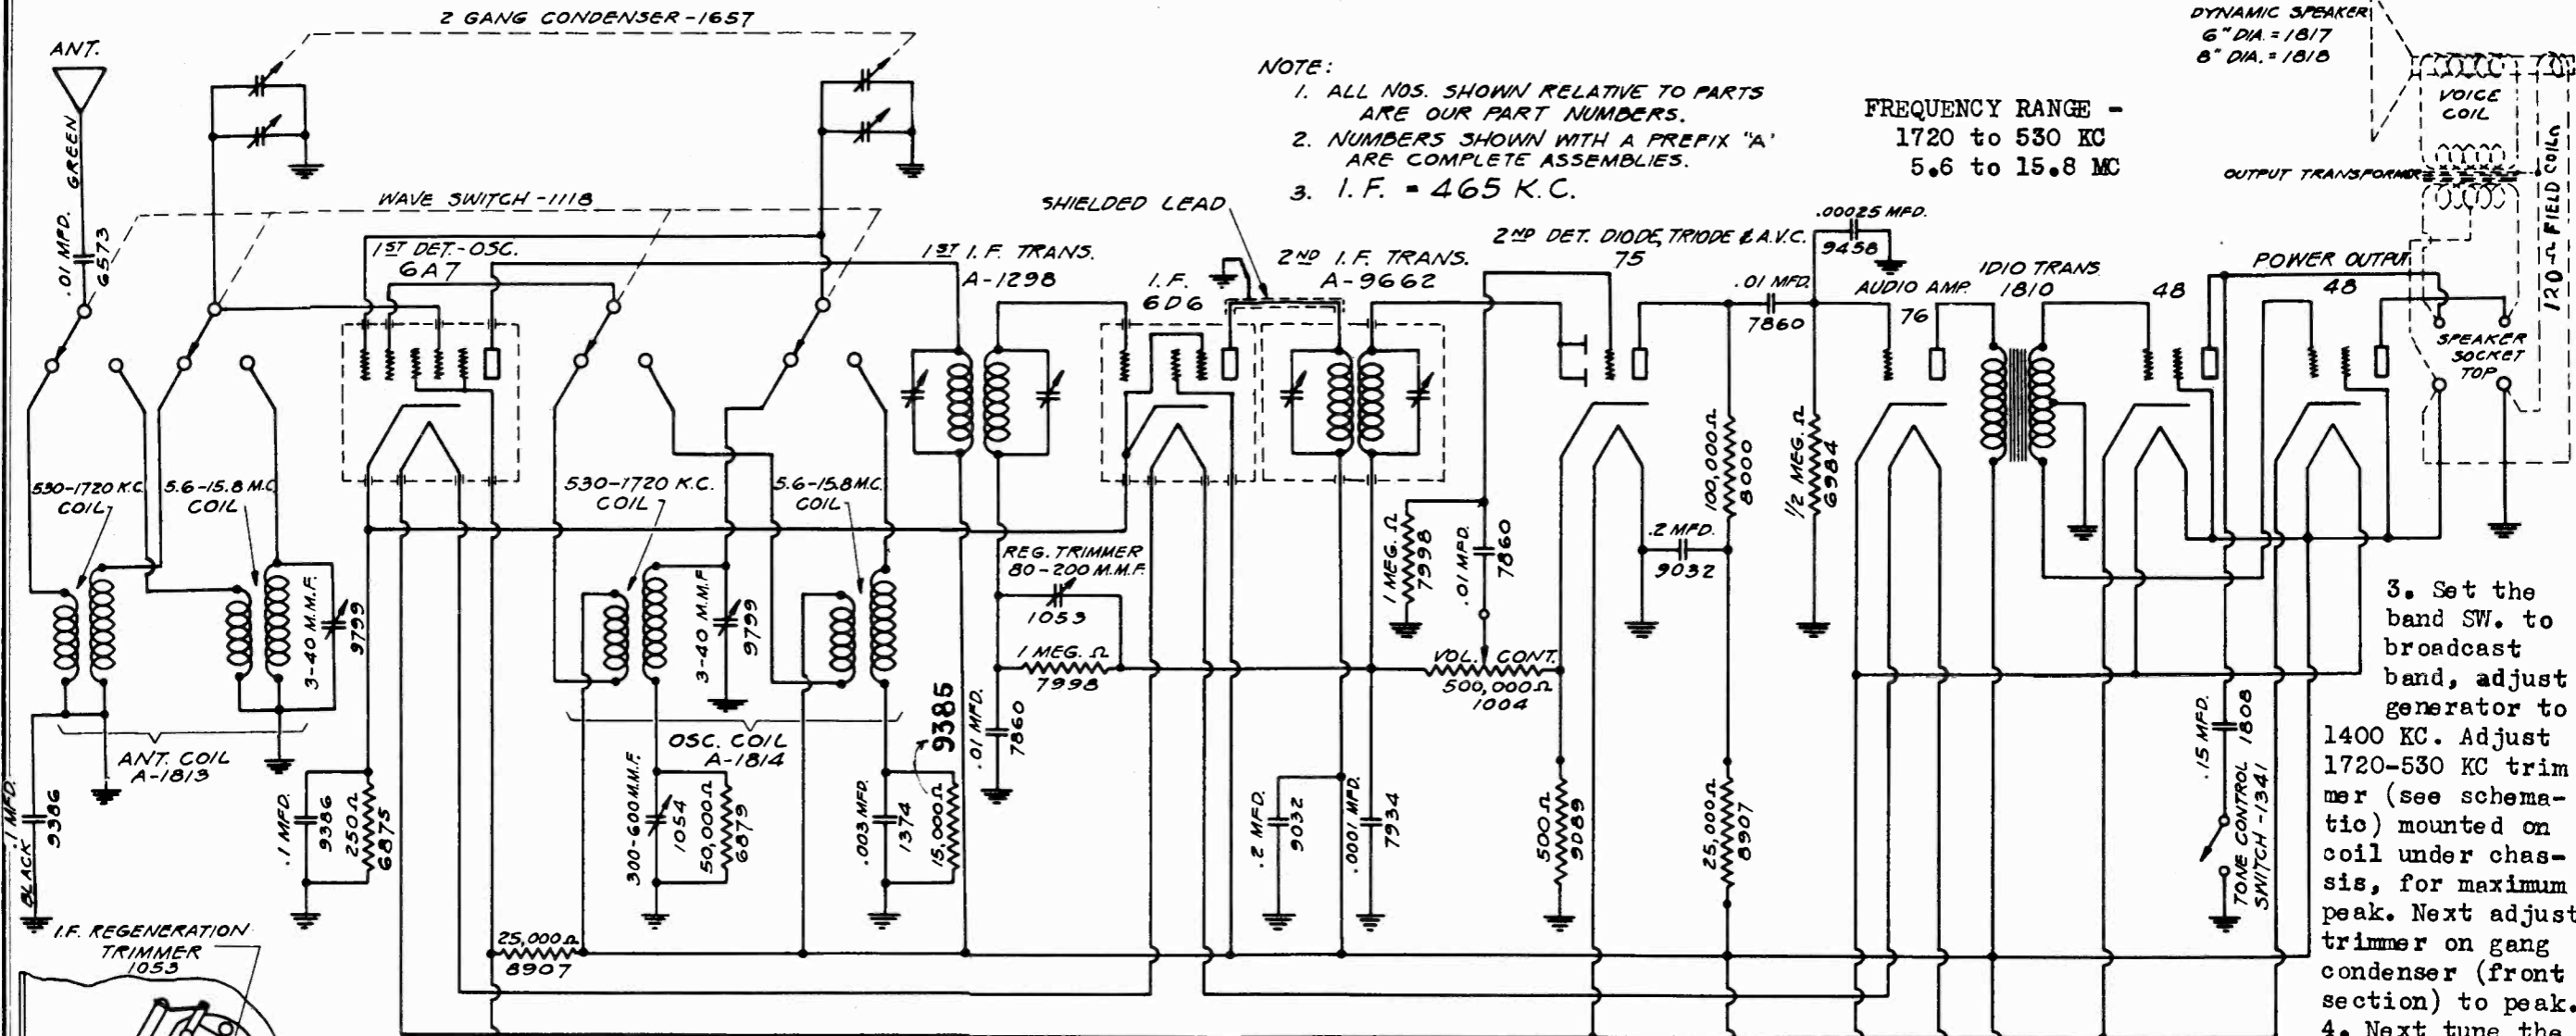 2 GANG CONDENSER-1657
ANT.
GREEN
.01 MFD.
6573
WAVE SWITCH-1118
1ST DET.-OSC.
6A7
530-1720 K.C.
COIL
5.6-15.8 M.C.
COIL
3-40 M.M.F.
9799
ANT. COIL
A-1813
.1 MFD.
9386
BLACK
.1 MFD.
9386
250Ω
6875
I.F. REGENERATION
TRIMMER
1053
25,000Ω
8907
530-1720 K.C.
COIL
5.6-15.8 M.C.
COIL
3-40 M.M.F.
9799
OSC. COIL
A-1814
300-600 M.M.F.
1054
50,000Ω
6879
.003 MFD.
1374
15,000Ω
9385
1ST I.F. TRANS.
A-1298
REG. TRIMMER
80-200 M.M.F.
1053
1 MEG. Ω
7998
.01 MFD.
7860
SHIELDED LEAD
I.F.
6D6
2ND I.F. TRANS.
A-9662
.2 MFD.
9032
.0001 MFD.
7934
NOTE:
1. ALL NOS. SHOWN RELATIVE TO PARTS
ARE OUR PART NUMBERS.
2. NUMBERS SHOWN WITH A PREFIX "A'
ARE COMPLETE ASSEMBLIES.
3. I.F. = 465 K.C.
FREQUENCY RANGE -
1720 to 530 KC
5.6 to 15.8 MC
2ND DET. DIODE, TRIODE & A.V.C.
75
1 MEG. Ω
7998
.01 MFD.
7860
VOL. CONT.
500,000Ω
1004
500Ω
9D89
.2 MFD.
9032
100,000Ω
8000
25,000Ω
8907
.01 MFD.
7860
.00025 MFD.
9458
1/2 MEG. Ω
6984
AUDIO AMP.
76
IDIO TRANS
1810
48
POWER OUTPUT
48
.15 MFD.
1808
TONE CONTROL
SWITCH-1341
DYNAMIC SPEAKER
6" DIA. = 1817
8" DIA. = 1818
VOICE
COIL
OUTPUT TRANSFORMER
120-Ω FIELD COIL
SPEAKER
SOCKET
TOP
3. Set the
band SW. to
broadcast
band, adjust
generator to
1400 KC. Adjust
1720-530 KC trim
mer (see schema-
tic) mounted on
coil under chas-
sis, for maximum
peak. Next adjust
trimmer on gang
condenser (front
section) to peak.
4. Next tune the